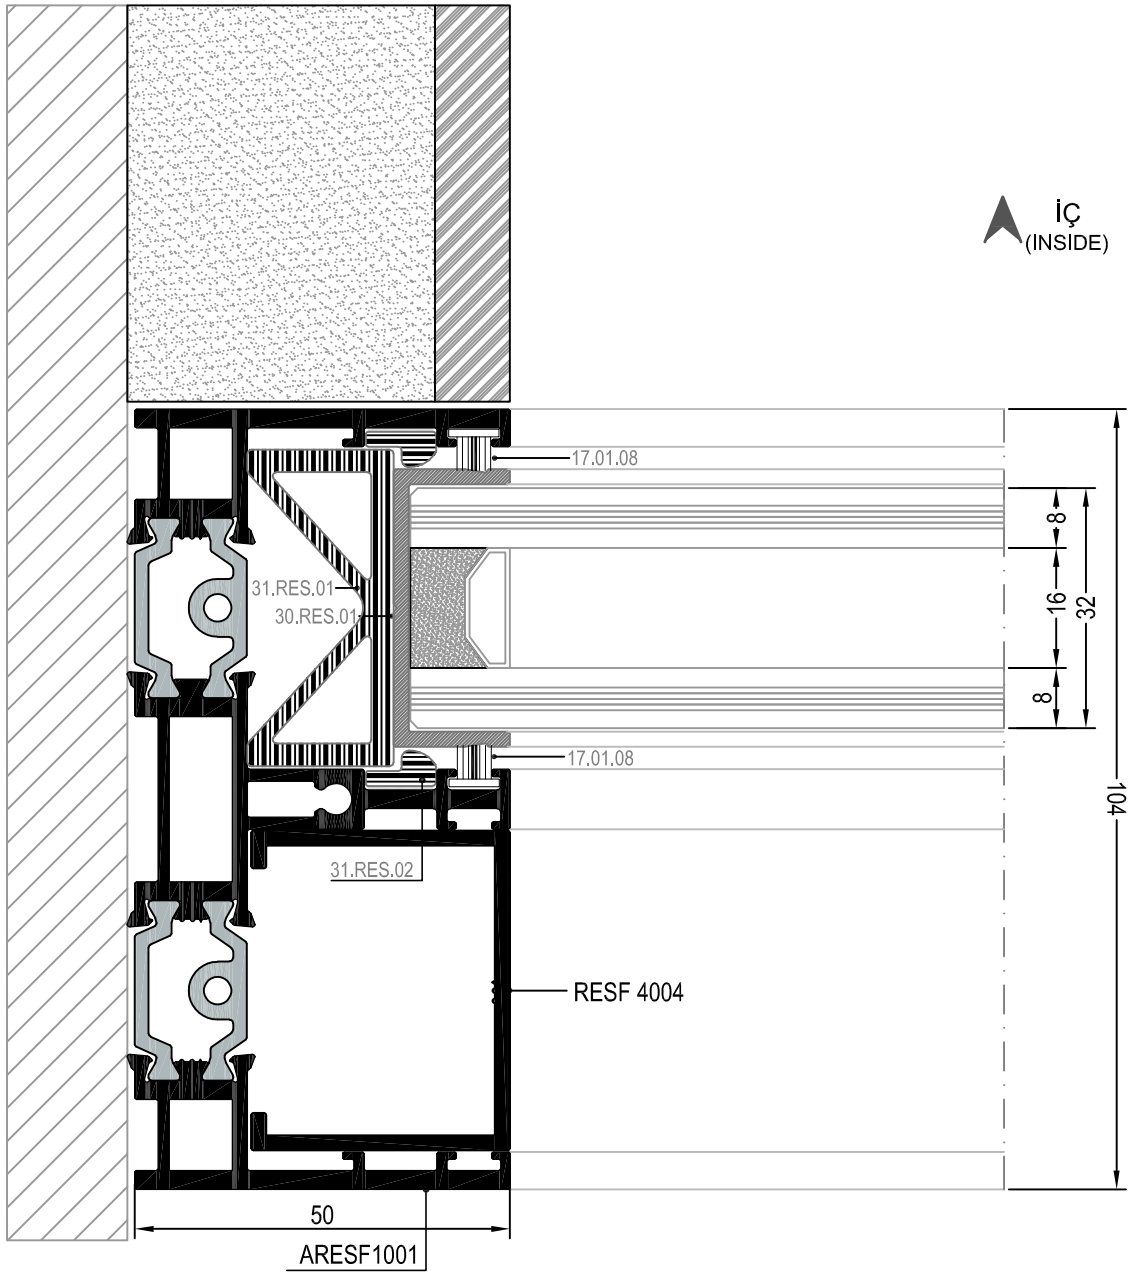 İÇ
(INSIDE)
17.01.08
8
31.RES.01
30.RES.01
16
32
8
17.01.08
104
31.RES.02
RESF 4004
50
ARESF1001